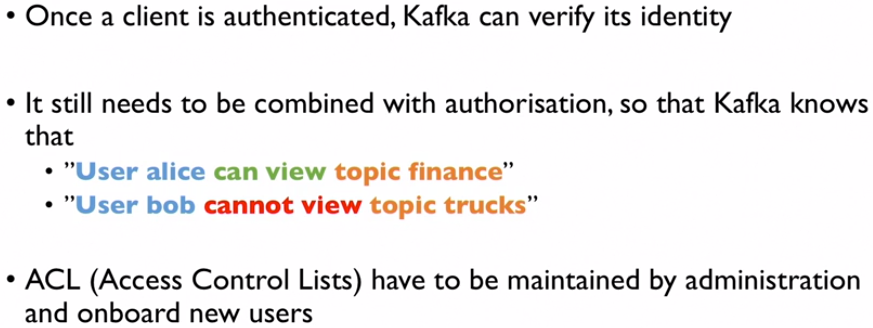 • Once a client is authenticated, Kafka can verify its identity
• It still needs to be combined with authorisation, so that Kafka knows
that
• ”User alice can view topic finance”
• ”User bob cannot view topic trucks”
• ACL (Access Control Lists) have to be maintained by administration
and onboard new users